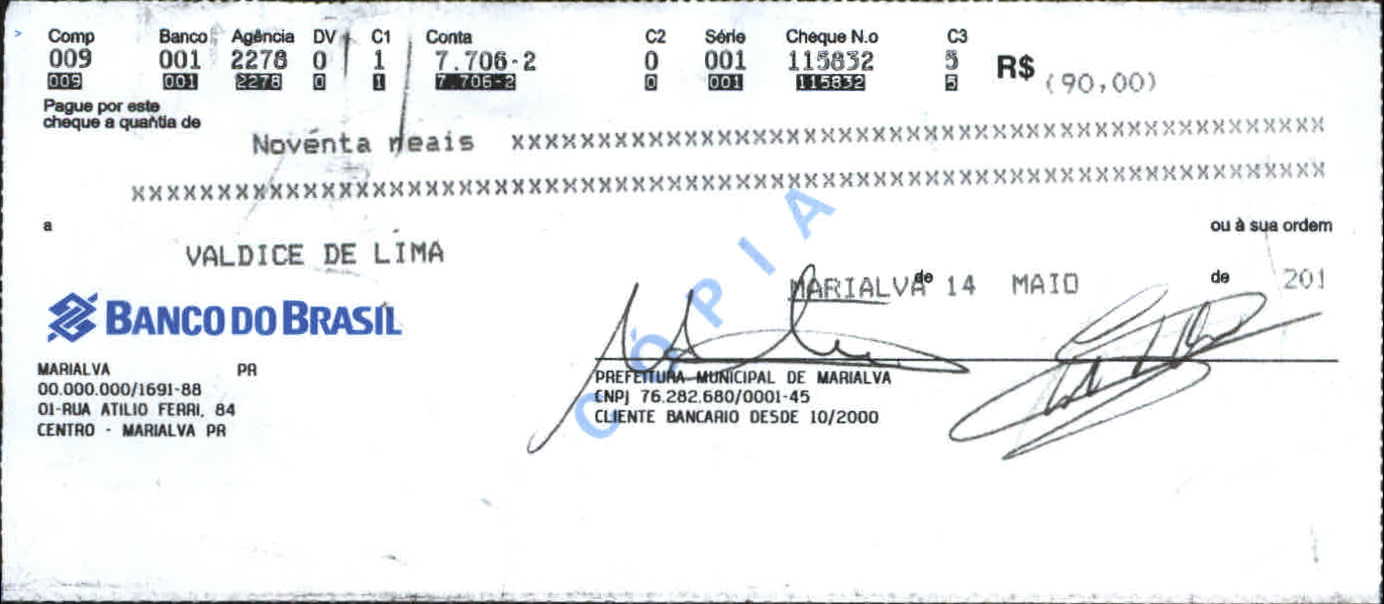 Comp Banco Agência DV C1 Conta C2 Série Cheque N.o C3
009 001 2278 0 1 7.706-2 0 001 115832 5 R$ (90,00)
009 001 2278 0 1 7.706-2 0 001 115832 5
Pague por este
cheque a quantia de
Noventa Reais xxxxxxxxxxxxxxxxxxxxxxxxxxxxxxxxxxxxxxxxxxxxxxx
xxxxxxxxxxxxxxxxxxxxxxxxxxxxxxxxxxxxxxxxxxxxxxxxxxxxxxxxxxxxxxxxxxxxx
a ou à sua ordem
VALDICE DE LIMA
MARIALVA de 14 MAIO de 201
CÓPIA
BANCO DO BRASIL
MARIALVA PR
00.000.000/1691-88
01-RUA ATILIO FERRI, 84
CENTRO - MARIALVA PR
PREFEITURA MUNICIPAL DE MARIALVA
CNPJ 76.282.680/0001-45
CLIENTE BANCARIO DESDE 10/2000